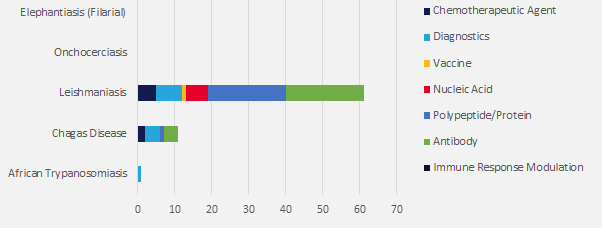 Elephantiasis (Filarial)
Onchocerciasis
Leishmaniasis
Chagas Disease
African Trypanosomiasis
0 10 20 30 40 50 60 70
Chemotherapeutic Agent
Diagnostics
Vaccine
Nucleic Acid
Polypeptide/Protein
Antibody
Immune Response Modulation